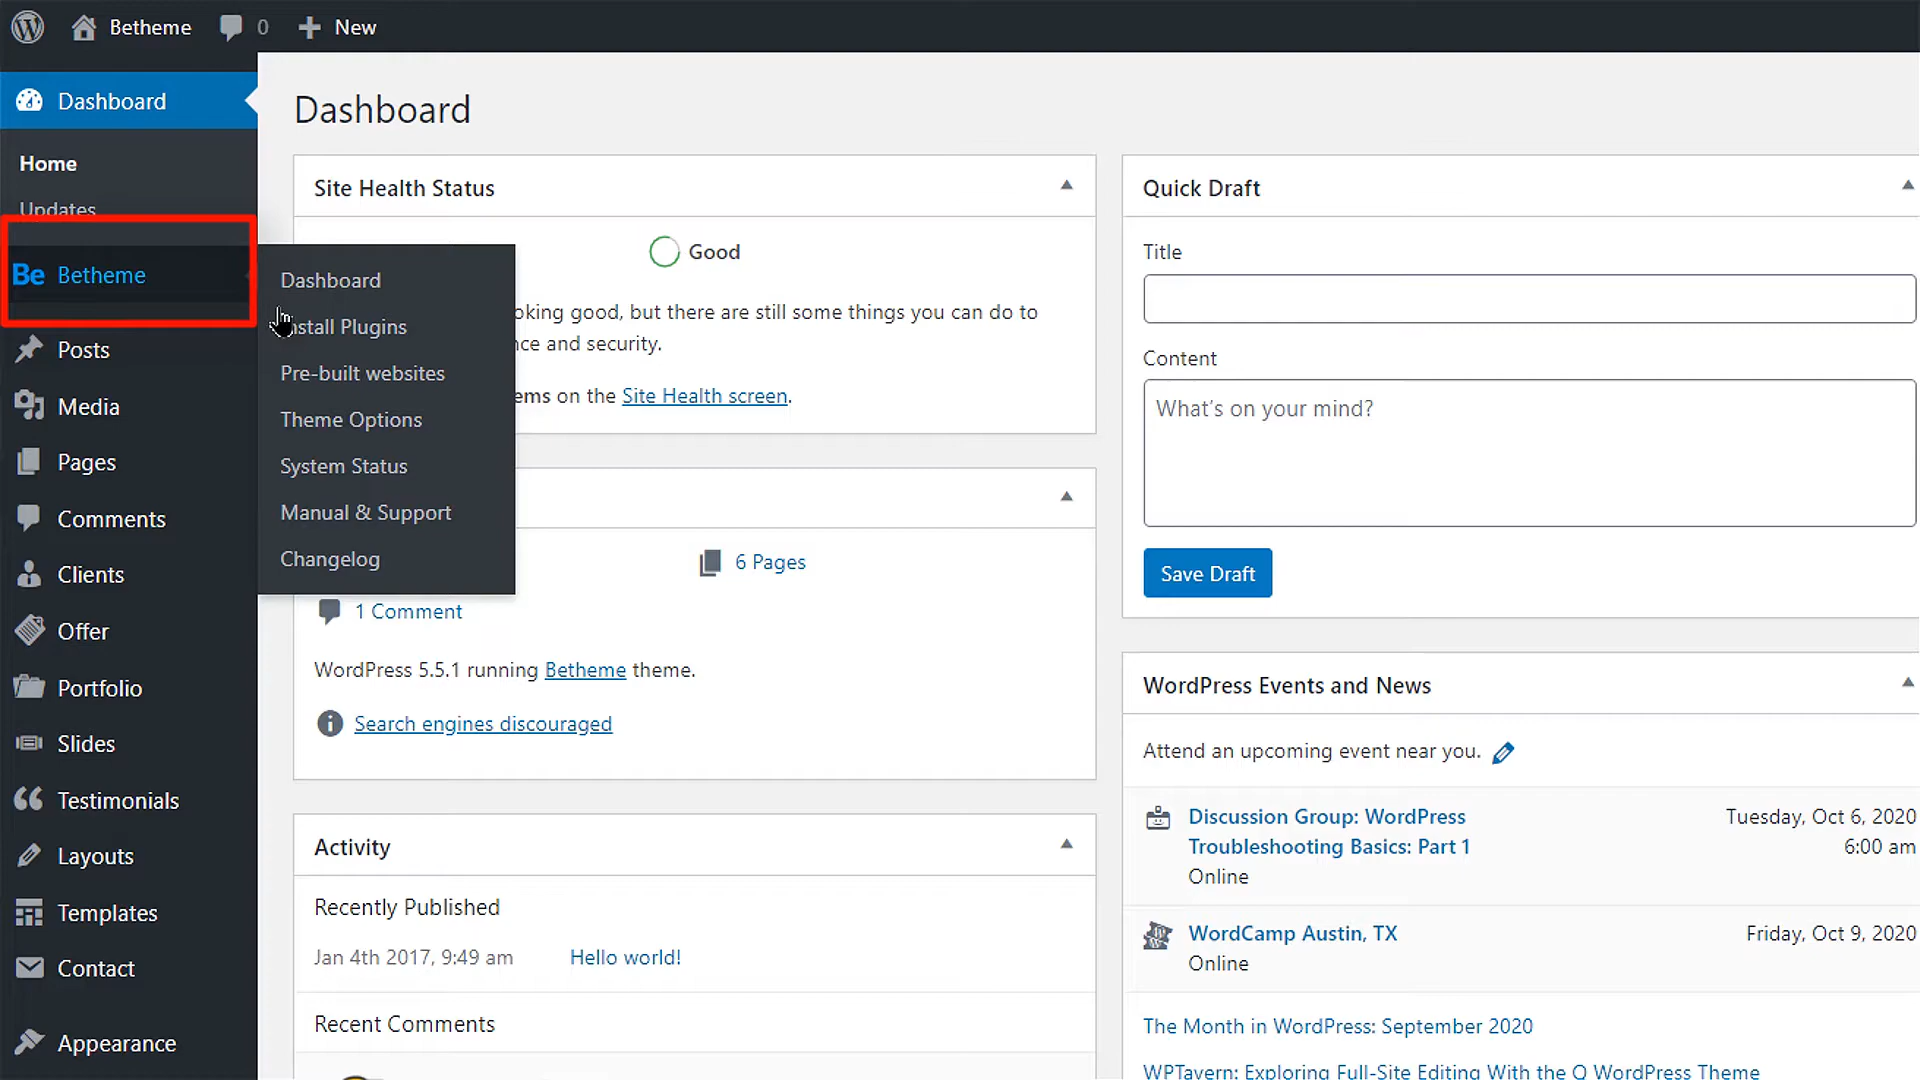 Betheme
0
New
Dashboard
Home
Updates
Be Betheme
Posts
Media
Pages
Comments
Clients
Offer
Portfolio
Slides
Testimonials
Layouts
Templates
Contact
Appearance
Dashboard
Install Plugins
Pre-built websites
Theme Options
System Status
Manual & Support
Changelog
Dashboard
Site Health Status
Good
oking good, but there are still some things you can do to
ce and security.
ems on the Site Health screen.
6 Pages
1 Comment
WordPress 5.5.1 running Betheme theme.
Search engines discouraged
Activity
Recently Published
Jan 4th 2017, 9:49 am Hello world!
Recent Comments
Quick Draft
Title
Content
What's on your mind?
Save Draft
WordPress Events and News
Attend an upcoming event near you.
Discussion Group: WordPress
Troubleshooting Basics: Part 1
Online
Tuesday, Oct 6, 2020
6:00 am
WordCamp Austin, TX
Online
Friday, Oct 9, 2020
The Month in WordPress: September 2020
WPTavern: Exploring Full-Site Editing With the Q WordPress Theme